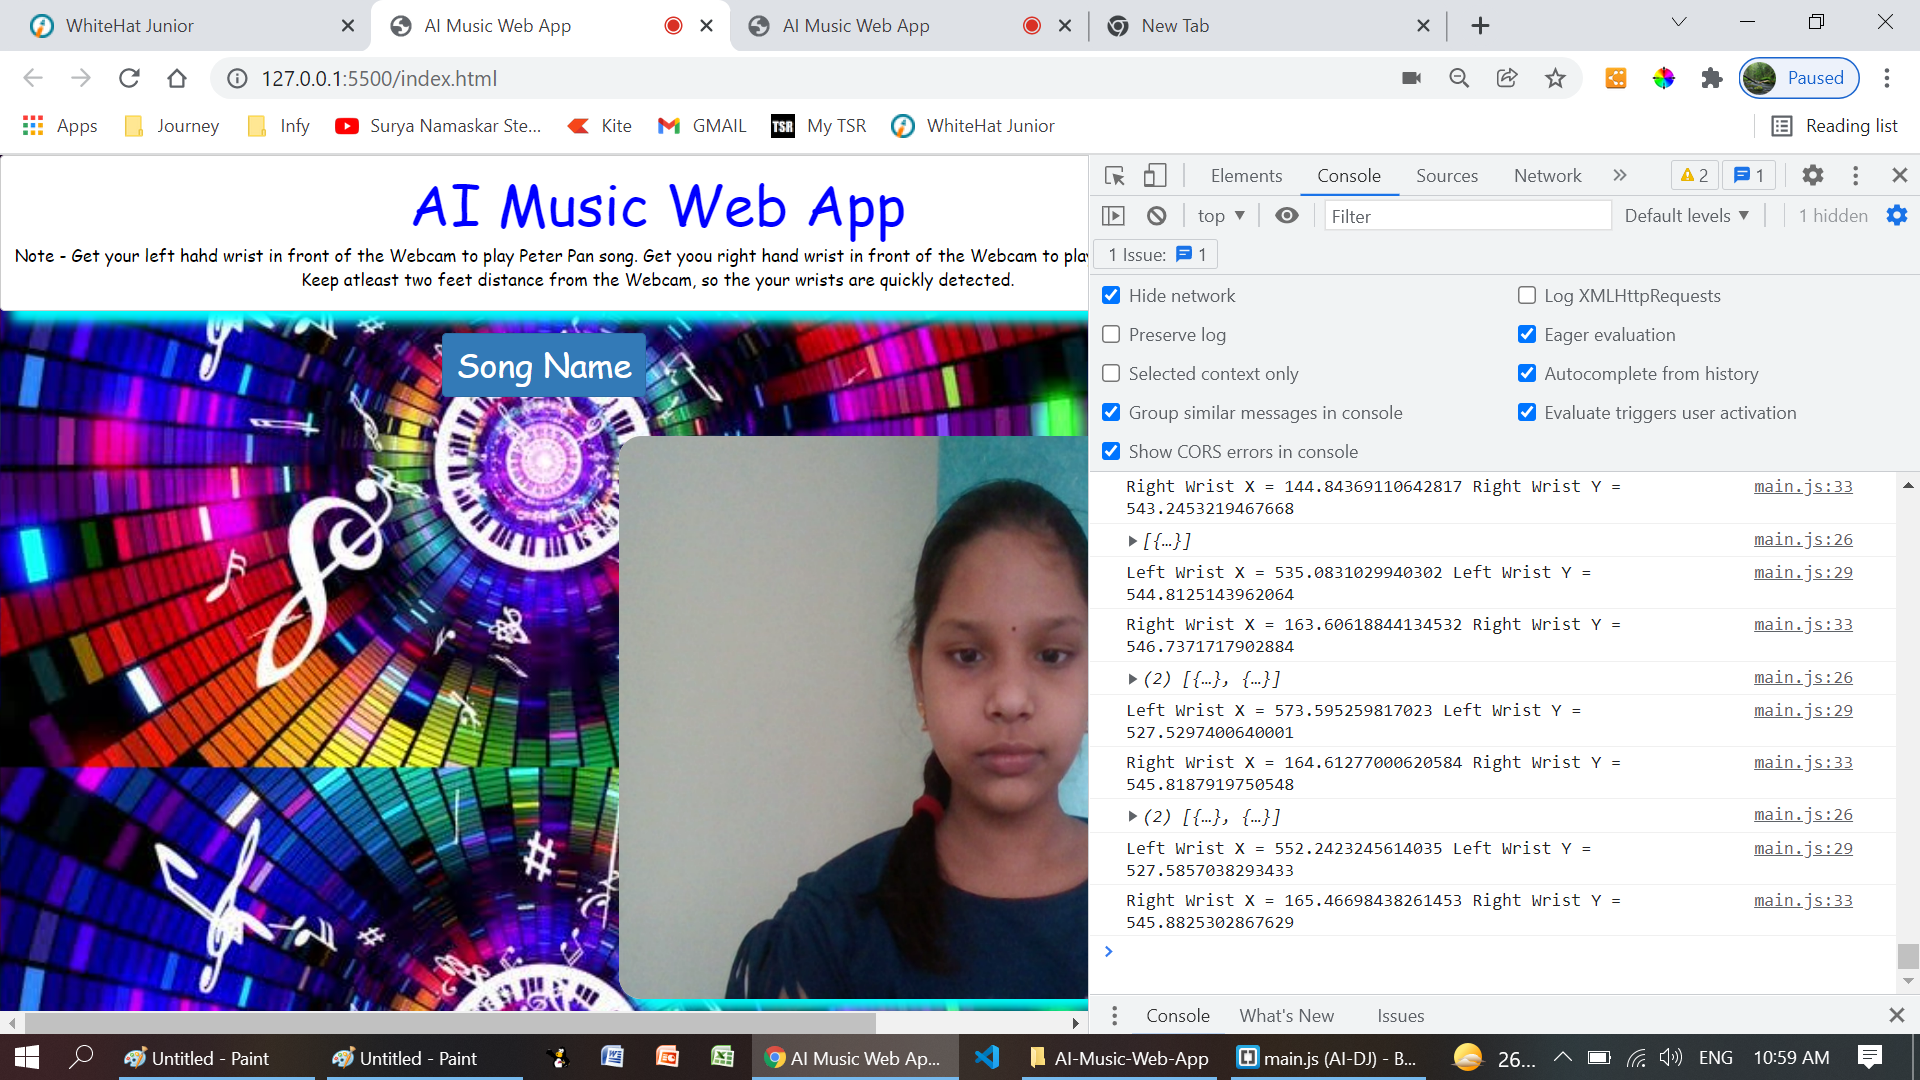 WhiteHat Junior
AI Music Web App
AI Music Web App
New Tab
127.0.0.1:5500/index.html
Paused
Apps
Journey
Infy
Surya Namaskar Ste...
Kite
GMAIL
TSR
My TSR
WhiteHat Junior
Reading list
AI Music Web App
Note - Get your left hahd wrist in front of the Webcam to play Peter Pan song. Get yoou right hand wrist in front of the Webcam to play
Keep atleast two feet distance from the Webcam, so the your wrists are quickly detected.
Song Name
Elements
Console
Sources
Network
2
1
top
Filter
Default levels
1 hidden
1 Issue: 1
Hide network
Log XMLHttpRequests
Preserve log
Eager evaluation
Selected context only
Autocomplete from history
Group similar messages in console
Evaluate triggers user activation
Show CORS errors in console
Right Wrist X = 144.84369110642817 Right Wrist Y = main.js:33
543.2453219467668
[{…}] main.js:26
Left Wrist X = 535.0831029940302 Left Wrist Y = main.js:29
544.8125143962064
Right Wrist X = 163.60618844134532 Right Wrist Y = main.js:33
546.7371717902884
(2) [{…}, {…}] main.js:26
Left Wrist X = 573.595259817023 Left Wrist Y = main.js:29
527.5297400640001
Right Wrist X = 164.61277000620584 Right Wrist Y = main.js:33
545.8187919750548
(2) [{…}, {…}] main.js:26
Left Wrist X = 552.2423245614035 Left Wrist Y = main.js:29
527.5857038293433
Right Wrist X = 165.46698438261453 Right Wrist Y = main.js:33
545.8825302867629
Console
What's New
Issues
Untitled - Paint
Untitled - Paint
AI Music Web Ap...
AI-Music-Web-App
main.js (AI-DJ) - B...
26...
ENG
10:59 AM